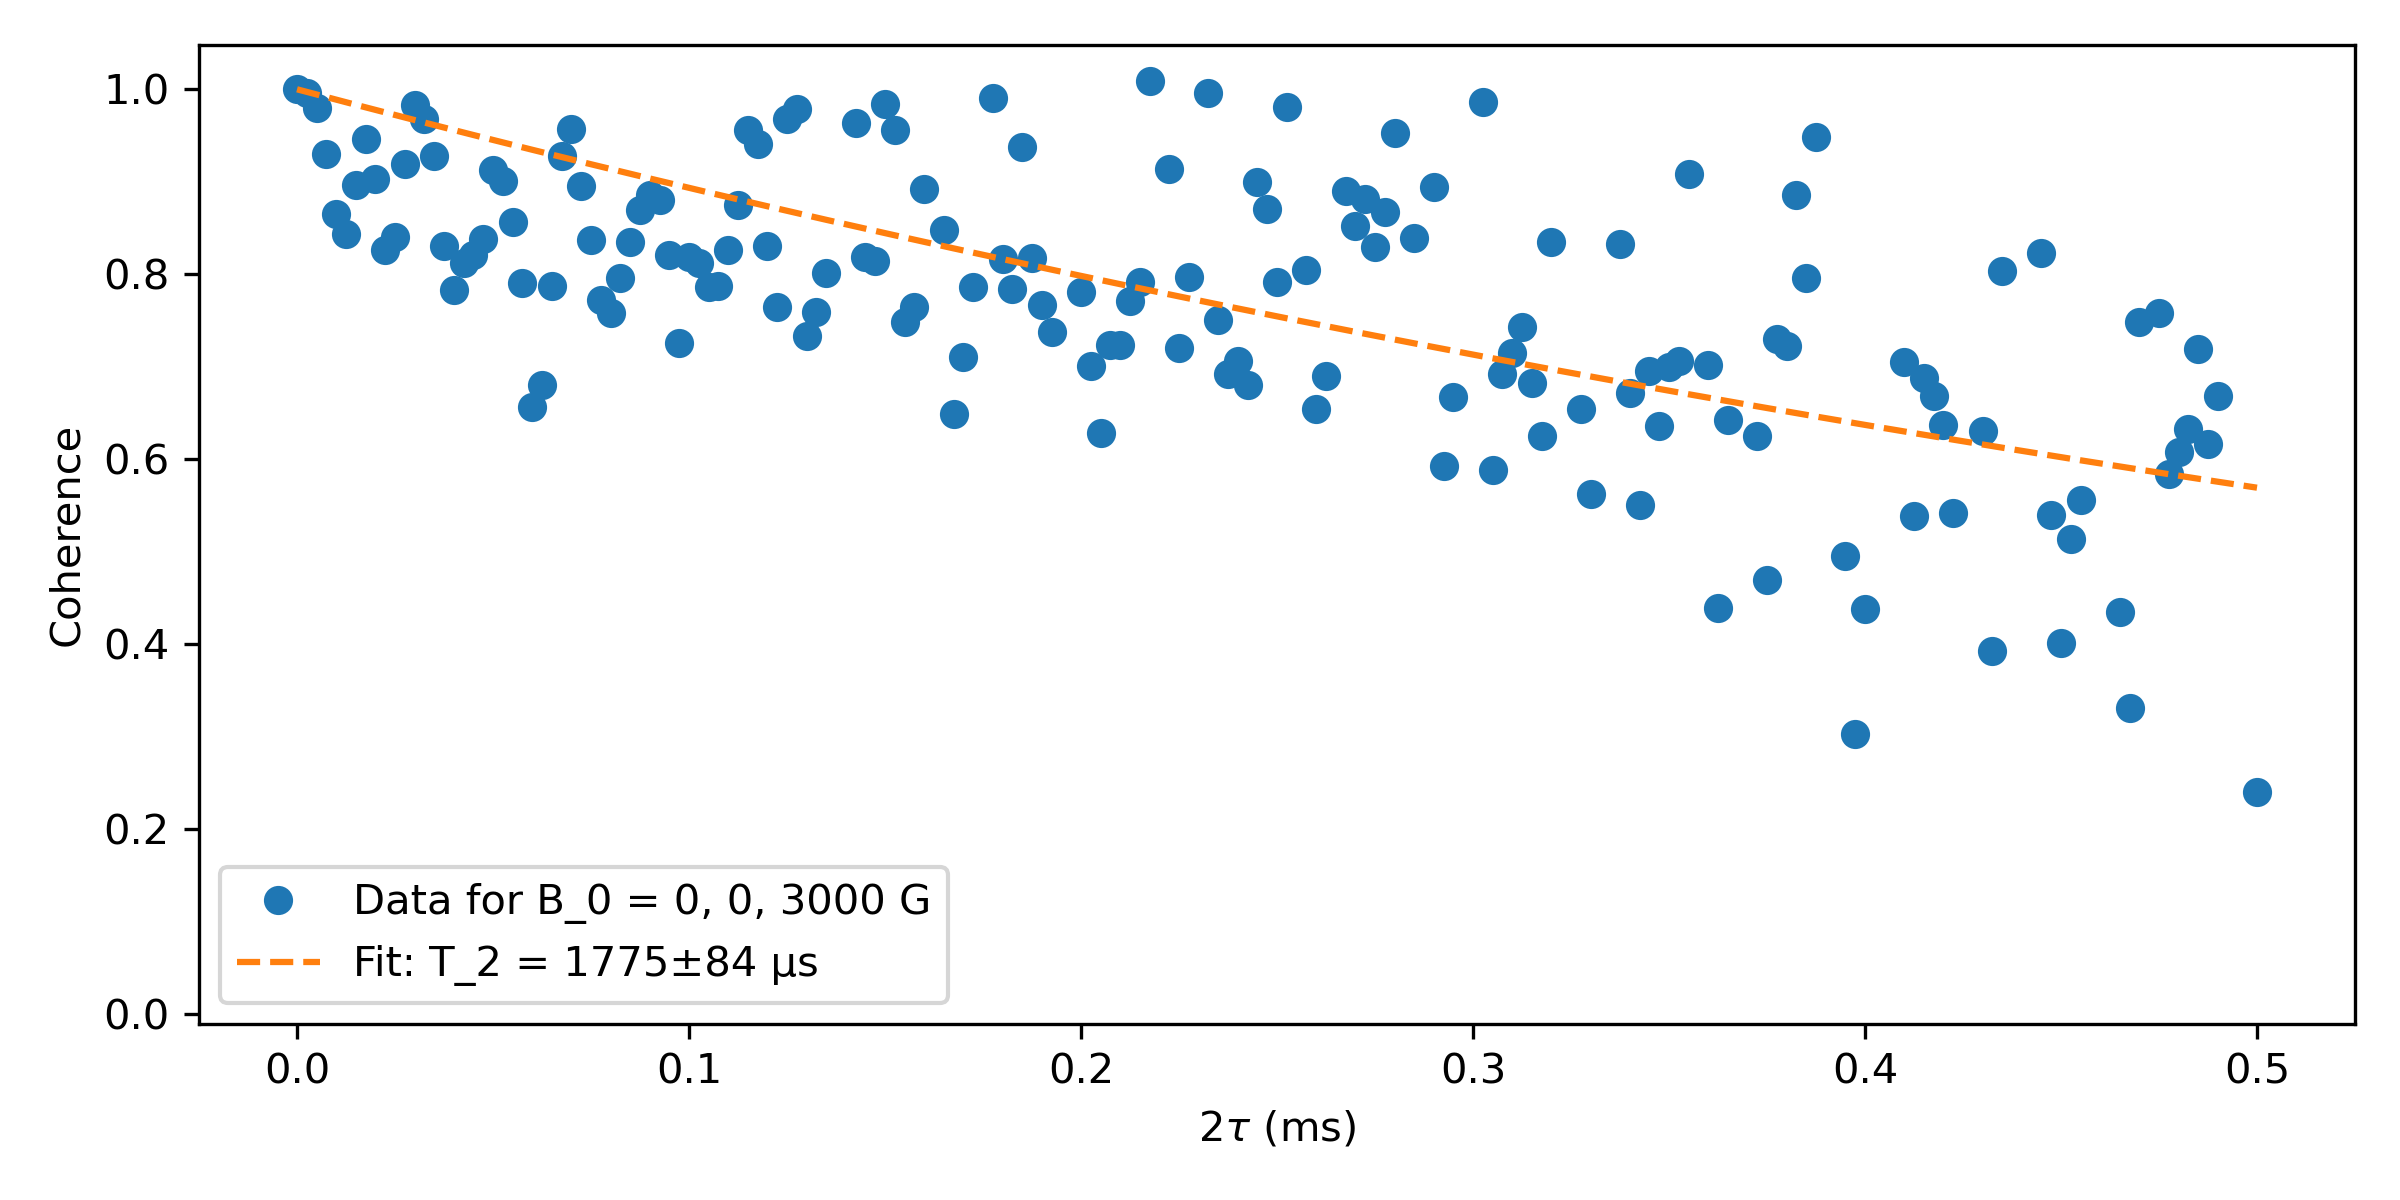 1.0
0.8
0.6
0.4
0.2
0.0
Coherence
Data for B_0 = 0, 0, 3000 G
Fit: T_2 = 1775±84 μs
0.0 0.1 0.2 0.3 0.4 0.5
2τ (ms)